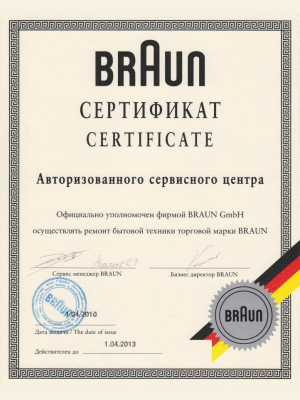 BRAUN
СЕРТИФИКАТ
CERTIFICATE
Авторизованного сервисного центра
Официально уполномочен фирмой BRAUN GmbH
осуществлять ремонт бытовой техники торговой марки BRAUN
Сервис менеджер BRAUN
Бизнес директор BRAUN
BRAUN
BRAUN
1.04.2010
Дата выдачи / The date of issue
Действителен до 1.04.2013